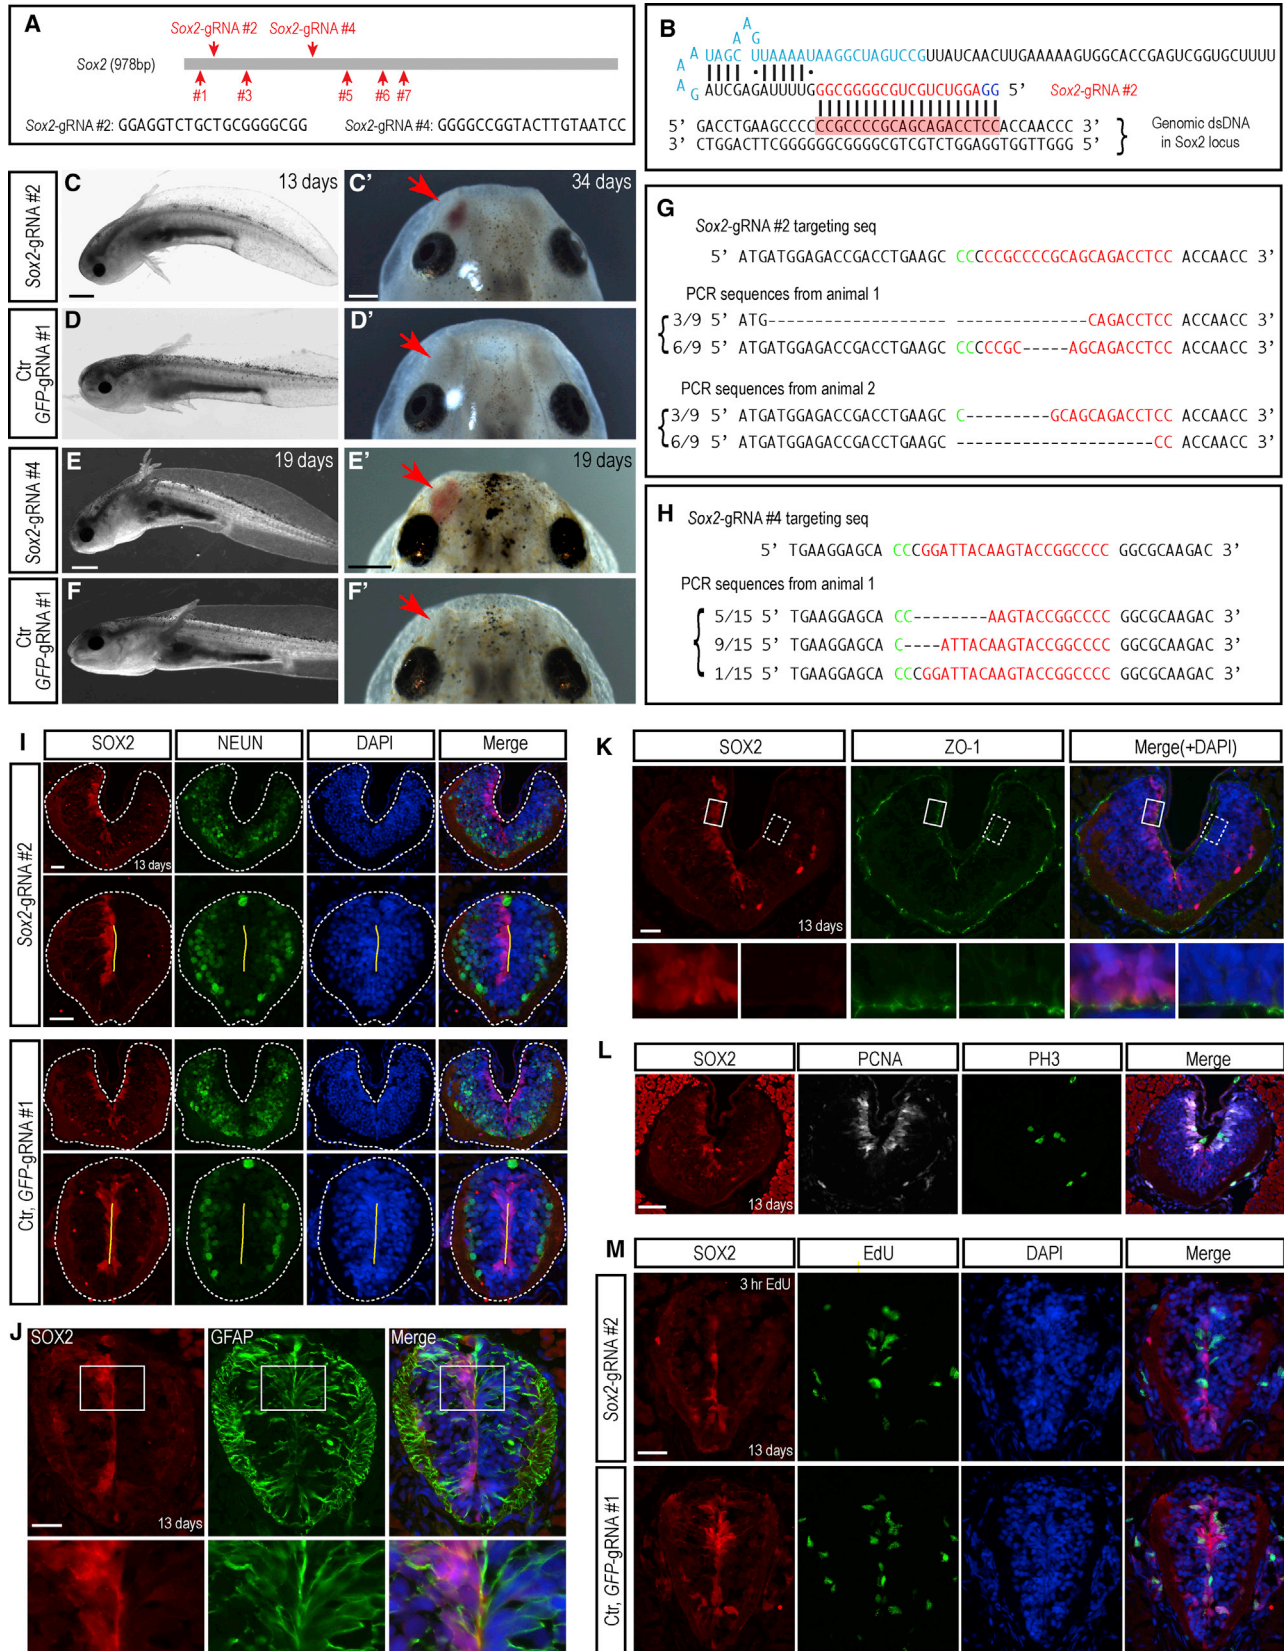 A
Sox2-gRNA #2 Sox2-gRNA #4
Sox2 (978bp)
#1 #3 #5 #6 #7
Sox2-gRNA #2: GGAGGTCTGCTGCGGGGCGG Sox2-gRNA #4: GGGGCCGGTACTTGTAATCC
B
A
A G
A UAGC UUAAAAUAAGGCUAGUCCGUUAUCAACUUGAAAAAGUGGCACCGAGUCGGUGCUUUU
A
A G AUCGAGAUUUUGGGCGGGGCGUCGUCUGGAGG 5' Sox2-gRNA #2
5' GACCTGAAGCCCCCCGCCCCGCAGCAGACCTCCACCAACCC 3'
3' CTGGACTTCGGGGGGCGGGGCGTCGTCTGGAGGTGGTTGGG 5'
Genomic dsDNA
in Sox2 locus
Sox2-gRNA #2
C 13 days
C' 34 days
Ctr
GFP-gRNA #1
D
D'
Sox2-gRNA #4
E 19 days
E' 19 days
Ctr
GFP-gRNA #1
F
F'
G
Sox2-gRNA #2 targeting seq
5' ATGATGGAGACCGACCTGAAGC CCCCCGCCCCGCAGCAGACCTCC ACCAACC 3'
PCR sequences from animal 1
3/9 5' ATG------------------- --------------CAGACCTCC ACCAACC 3'
6/9 5' ATGATGGAGACCGACCTGAAGC CCCCCGC-----AGCAGACCTCC ACCAACC 3'
PCR sequences from animal 2
3/9 5' ATGATGGAGACCGACCTGAAGC C---------GCAGCAGACCTCC ACCAACC 3'
6/9 5' ATGATGGAGACCGACCTGAAGC ---------------------CC ACCAACC 3'
H
Sox2-gRNA #4 targeting seq
5' TGAAGGAGCA CCCGGATTACAAGTACCGGCCCC GGCGCAAGAC 3'
PCR sequences from animal 1
5/15 5' TGAAGGAGCA CC--------AAGTACCGGCCCC GGCGCAAGAC 3'
9/15 5' TGAAGGAGCA C----ATTACAAGTACCGGCCCC GGCGCAAGAC 3'
1/15 5' TGAAGGAGCA CCCGGATTACAAGTACCGGCCCC GGCGCAAGAC 3'
I
SOX2 NEUN DAPI Merge
Sox2-gRNA #2
13 days
Ctr, GFP-gRNA #1
J
SOX2 GFAP Merge
13 days
K
SOX2 ZO-1 Merge(+DAPI)
13 days
L
SOX2 PCNA PH3 Merge
13 days
M
SOX2 EdU DAPI Merge
Sox2-gRNA #2
3 hr EdU
13 days
Ctr, GFP-gRNA #1